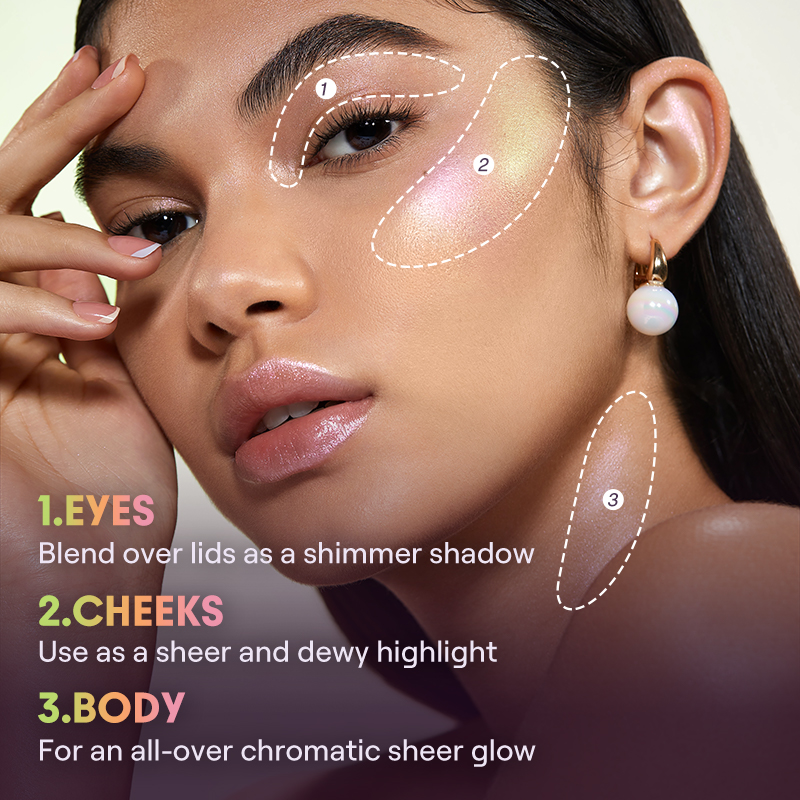 1
2
3
1.EYES
Blend over lids as a shimmer shadow
2.CHEEKS
Use as a sheer and dewy highlight
3.BODY
For an all-over chromatic sheer glow